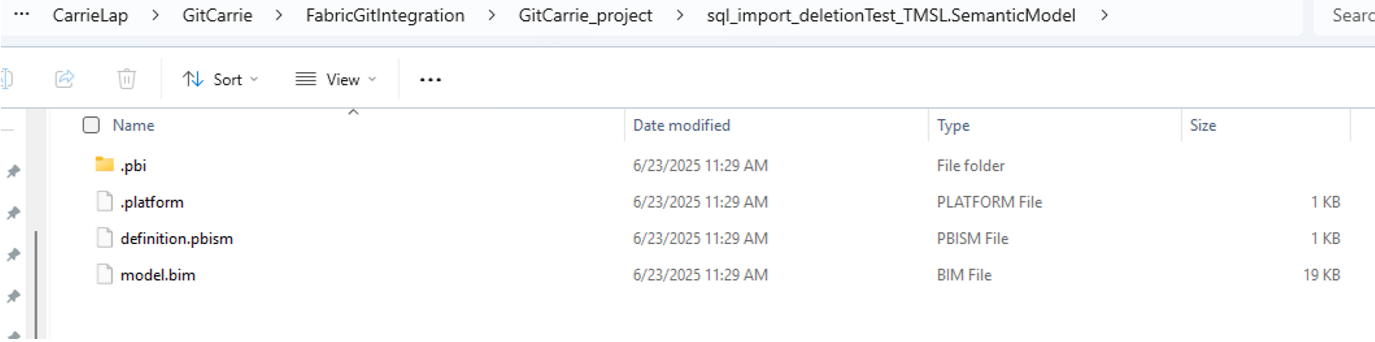 ... CarrieLap > GitCarrie > FabricGitIntegration > GitCarrie_project > sql_import_deletionTest_TMSL.SemanticModel > Searc
Sort View ...
Name Date modified Type Size
.pbi 6/23/2025 11:29 AM File folder
.platform 6/23/2025 11:29 AM PLATFORM File 1 KB
definition.pbism 6/23/2025 11:29 AM PBISM File 1 KB
model.bim 6/23/2025 11:29 AM BIM File 19 KB